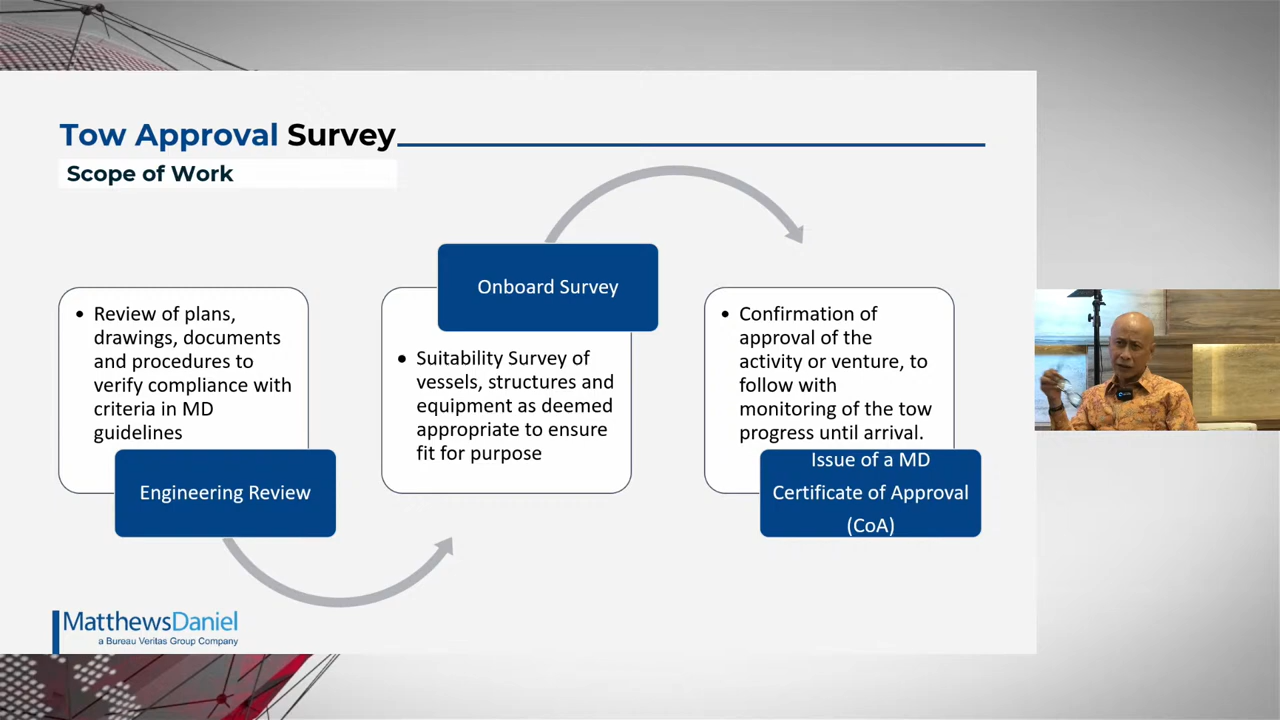 Tow Approval Survey
Scope of Work
• Review of plans,
drawings, documents
and procedures to
verify compliance with
criteria in MD
guidelines
Engineering Review
Onboard Survey
• Suitability Survey of
vessels, structures and
equipment as deemed
appropriate to ensure
fit for purpose
• Confirmation of
approval of the
activity or venture, to
follow with
monitoring of the tow
progress until arrival.
Issue of a MD
Certificate of Approval
(CoA)
MatthewsDaniel
a Bureau Veritas Group Company